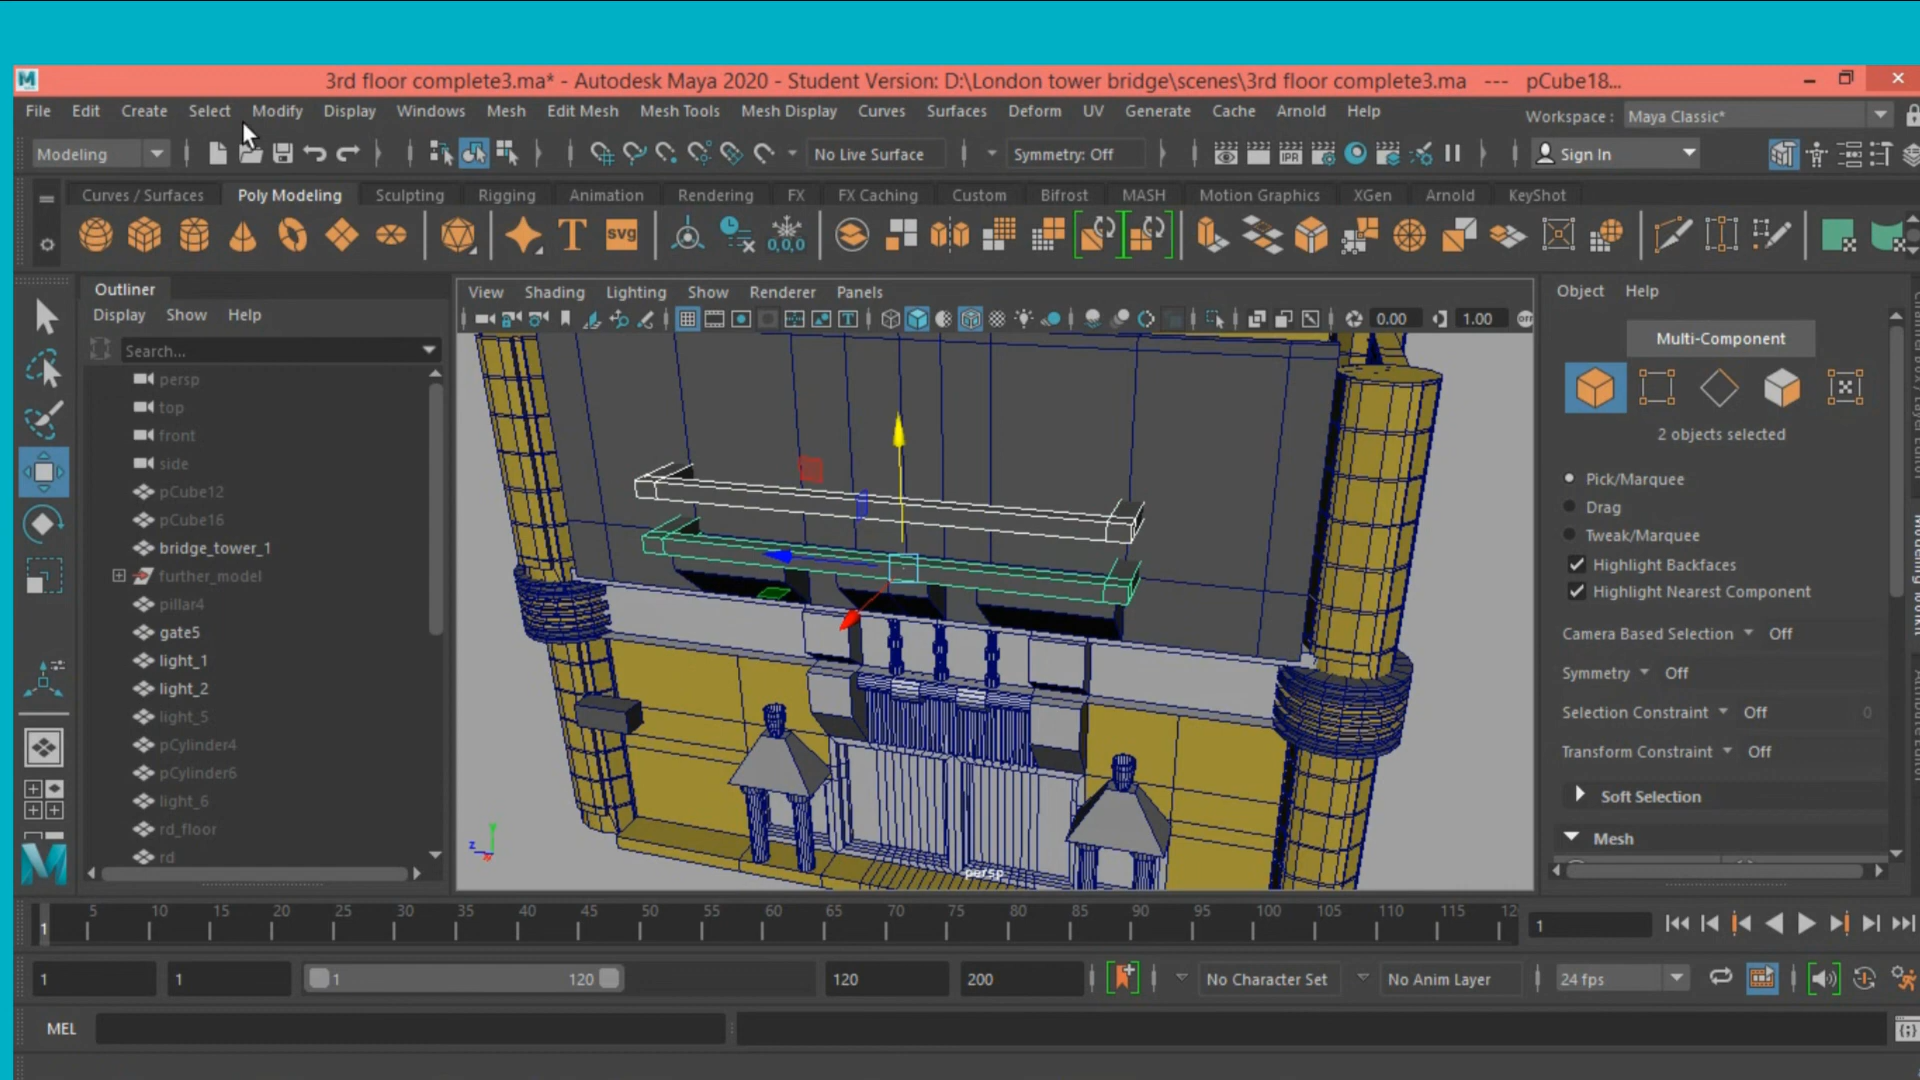 3rd floor complete3.ma* - Autodesk Maya 2020 - Student Version: D:\London tower bridge\scenes\3rd floor complete3.ma --- pCube18...
File Edit Create Select Modify Display Windows Mesh Edit Mesh Mesh Tools Mesh Display Curves Surfaces Deform UV Generate Cache Arnold Help
Workspace : Maya Classic*
Modeling No Live Surface Symmetry: Off IPR Sign In
Curves / Surfaces Poly Modeling Sculpting Rigging Animation Rendering FX FX Caching Custom Bifrost MASH Motion Graphics XGen Arnold KeyShot
T svg 0,0,0
Outliner
Display Show Help
Search...
persp
top
front
side
pCube12
pCube16
bridge_tower_1
further_model
pillar4
gate5
light_1
light_2
light_5
pCylinder4
pCylinder6
light_6
rd_floor
rd
View Shading Lighting Show Renderer Panels
0.00 1.00
y
z
persp
Object Help
Multi-Component
2 objects selected
Pick/Marquee
Drag
Tweak/Marquee
Highlight Backfaces
Highlight Nearest Component
Camera Based Selection Off
Symmetry Off
Selection Constraint Off 0
Transform Constraint Off
Soft Selection
Mesh
1 5 10 15 20 25 30 35 40 45 50 55 60 65 70 75 80 85 90 95 100 105 110 115 12
1
1 1 1 120 120 200 No Character Set No Anim Layer 24 fps
MEL